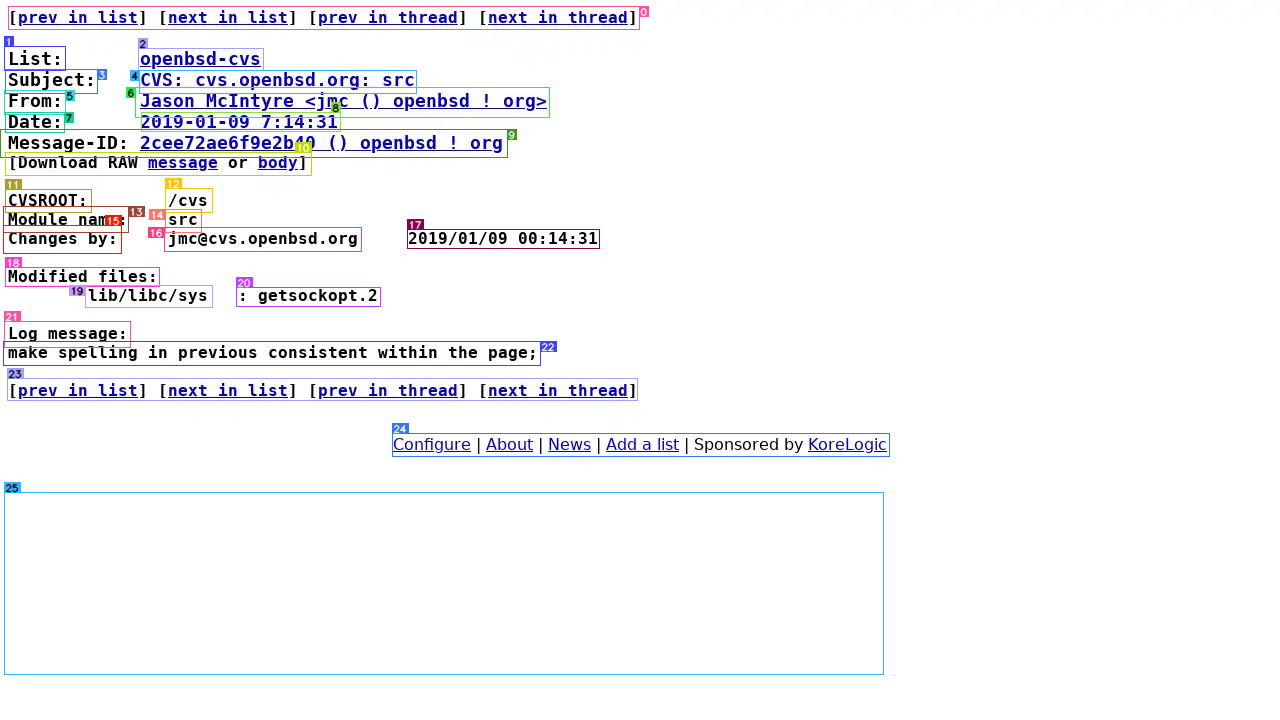 [prev in list] [next in list] [prev in thread] [next in thread]
List: openbsd-cvs
Subject: CVS: cvs.openbsd.org: src
From: Jason McIntyre <jmc () openbsd ! org>
Date: 2019-01-09 7:14:31
Message-ID: 2cee72ae6f9e2b40 () openbsd ! org
[Download RAW message or body]
CVSROOT: /cvs
Module name: src
Changes by: jmc@cvs.openbsd.org 2019/01/09 00:14:31
Modified files:
lib/libc/sys : getsockopt.2
Log message:
make spelling in previous consistent within the page;
[prev in list] [next in list] [prev in thread] [next in thread]
Configure | About | News | Add a list | Sponsored by KoreLogic